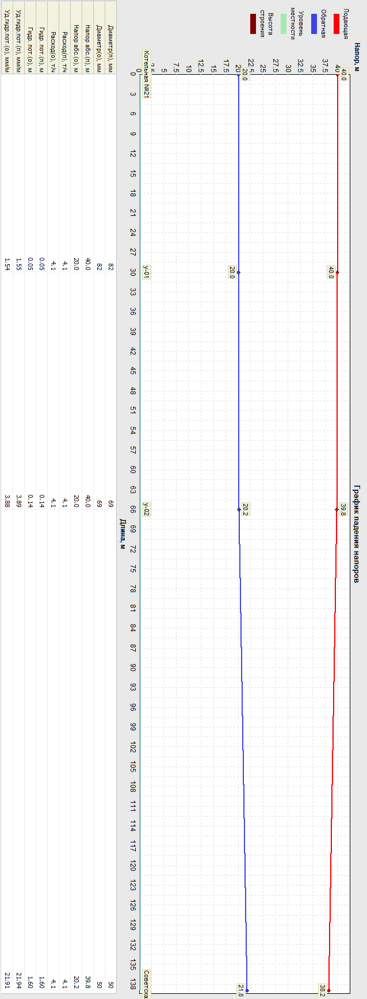 График падения напоров
Напор, м
Подающая
Обратная
Уровень
местности
Высота
строения
40
37.5
35
32.5
30
27.5
25
22.5
20
17.5
15
12.5
10
7.5
5
2.5
0
40.0
40.0
39.8
38.2
20.0
20.0
20.2
21.8
Котельная №21
У-01
У-02
Советска
0 3 6 9 12 15 18 21 24 27 30 33 36 39 42 45 48 51 54 57 60 63 66 69 72 75 78 81 84 87 90 93 96 99 102 105 108 111 114 117 120 123 126 129 132 135 138
Длина, м
Диаметр(п), мм 82 69 50
Диаметр(о), мм 82 69 50
Напор абс.(п), м 40.0 40.0 39.8
Напор абс.(о), м 20.0 20.0 20.2
Расход(п), т/ч 4.1 4.1 4.1
Расход(о), т/ч 4.1 4.1 4.1
Гидр. пот.(п), м 0.05 0.14 1.60
Гидр. пот.(о), м 0.05 0.14 1.60
Уд.гидр.пот.(п), мм/м 1.55 3.89 21.94
Уд.гидр.пот.(о), мм/м 1.54 3.88 21.91